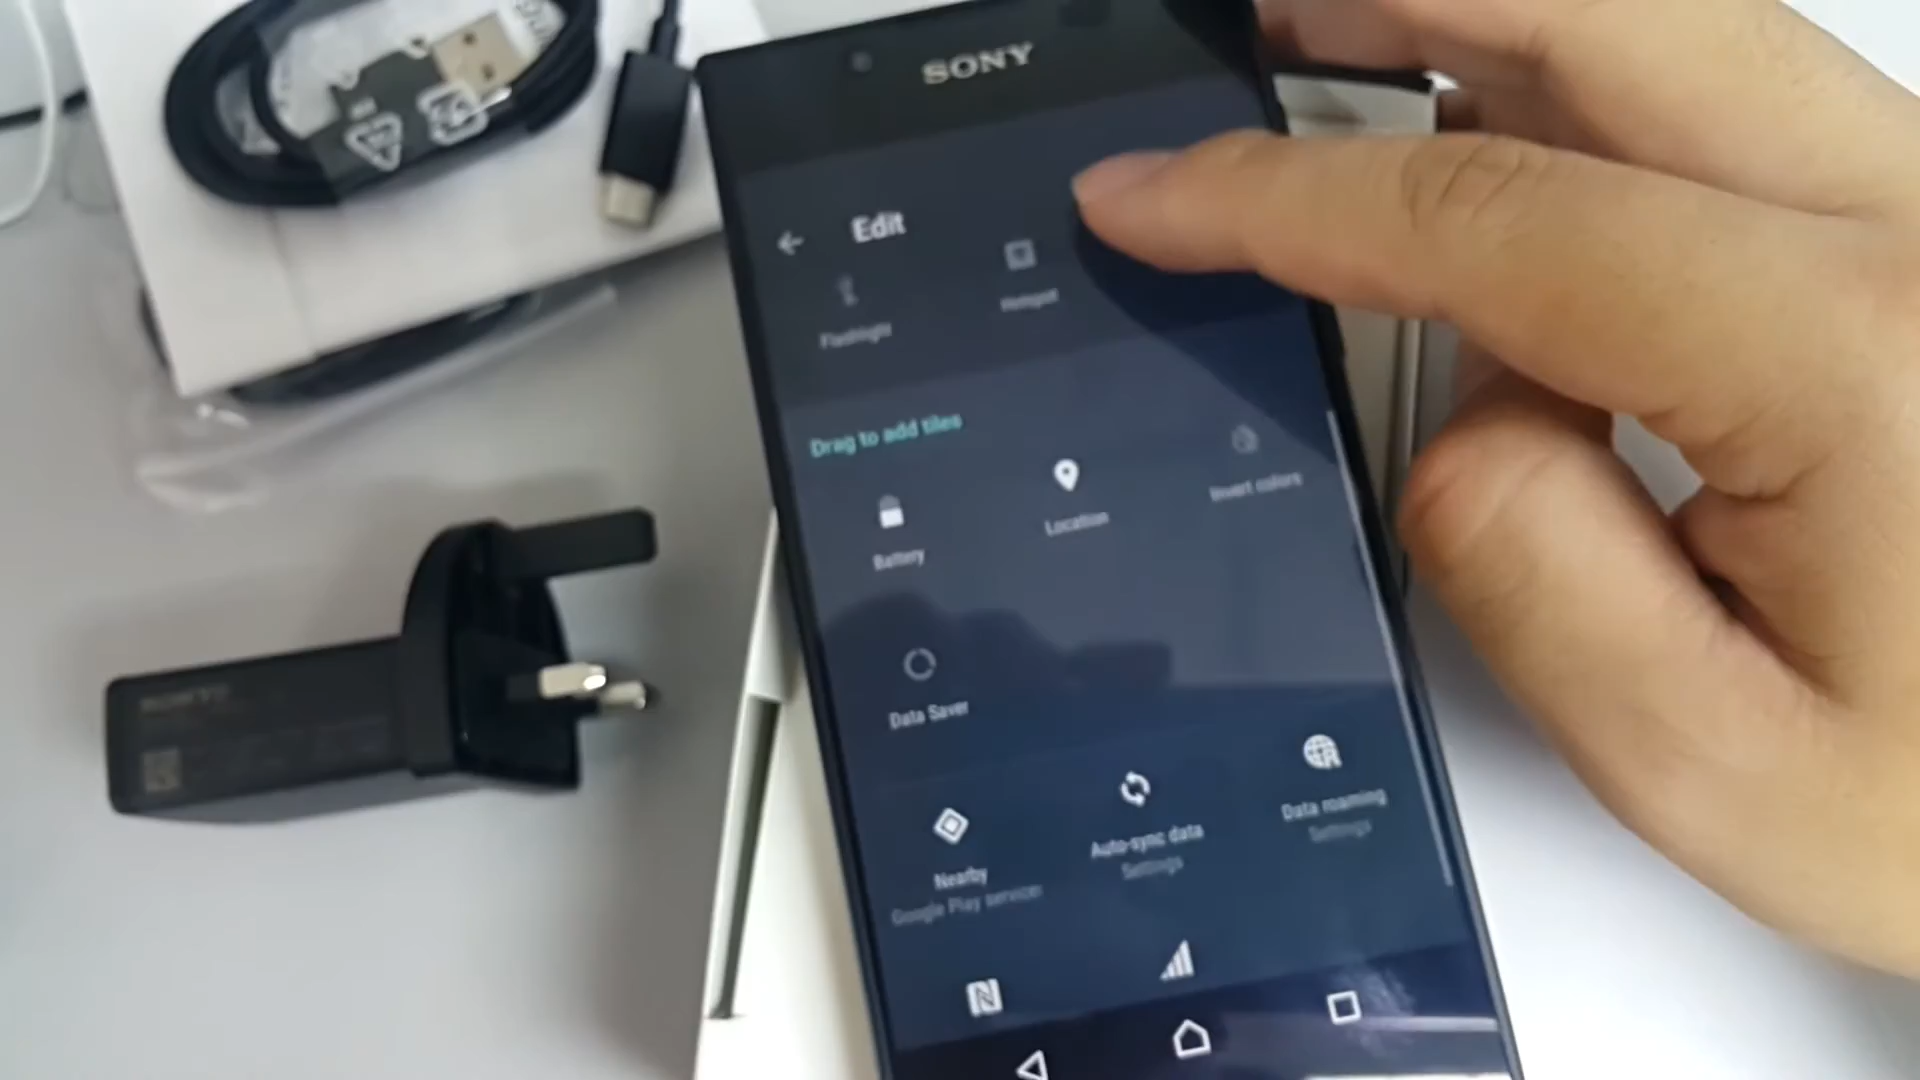 SONY
Edit
Flashlight
Hotspot
Drag to add tiles
Battery
Location
Invert colors
Data Saver
Nearby
Google Play services
Auto-sync data
Settings
Data roaming
Settings